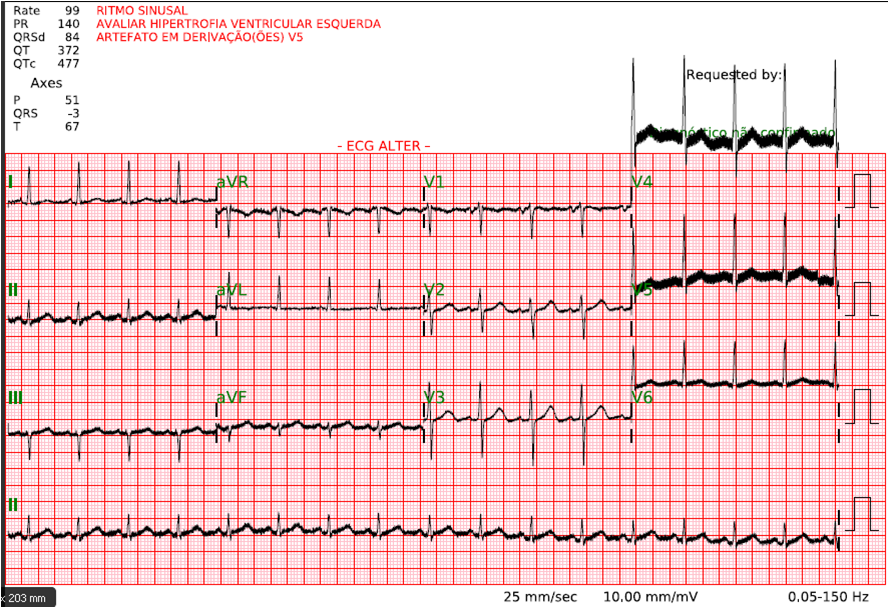 Rate 99 RITMO SINUSAL
PR 140 AVALIAR HIPERTROFIA VENTRICULAR ESQUERDA
QRSd 84 ARTEFATO EM DERIVAÇÃO(ÕES) V5
QT 372
QTc 477
Axes
P 51
QRS -3
T 67
Requested by:
não confirmado
- ECG ALTER -
I aVR V1 V4
II aVL V2 V5
III aVF V3 V6
II
x 203 mm
25 mm/sec 10.00 mm/mV 0.05-150 Hz